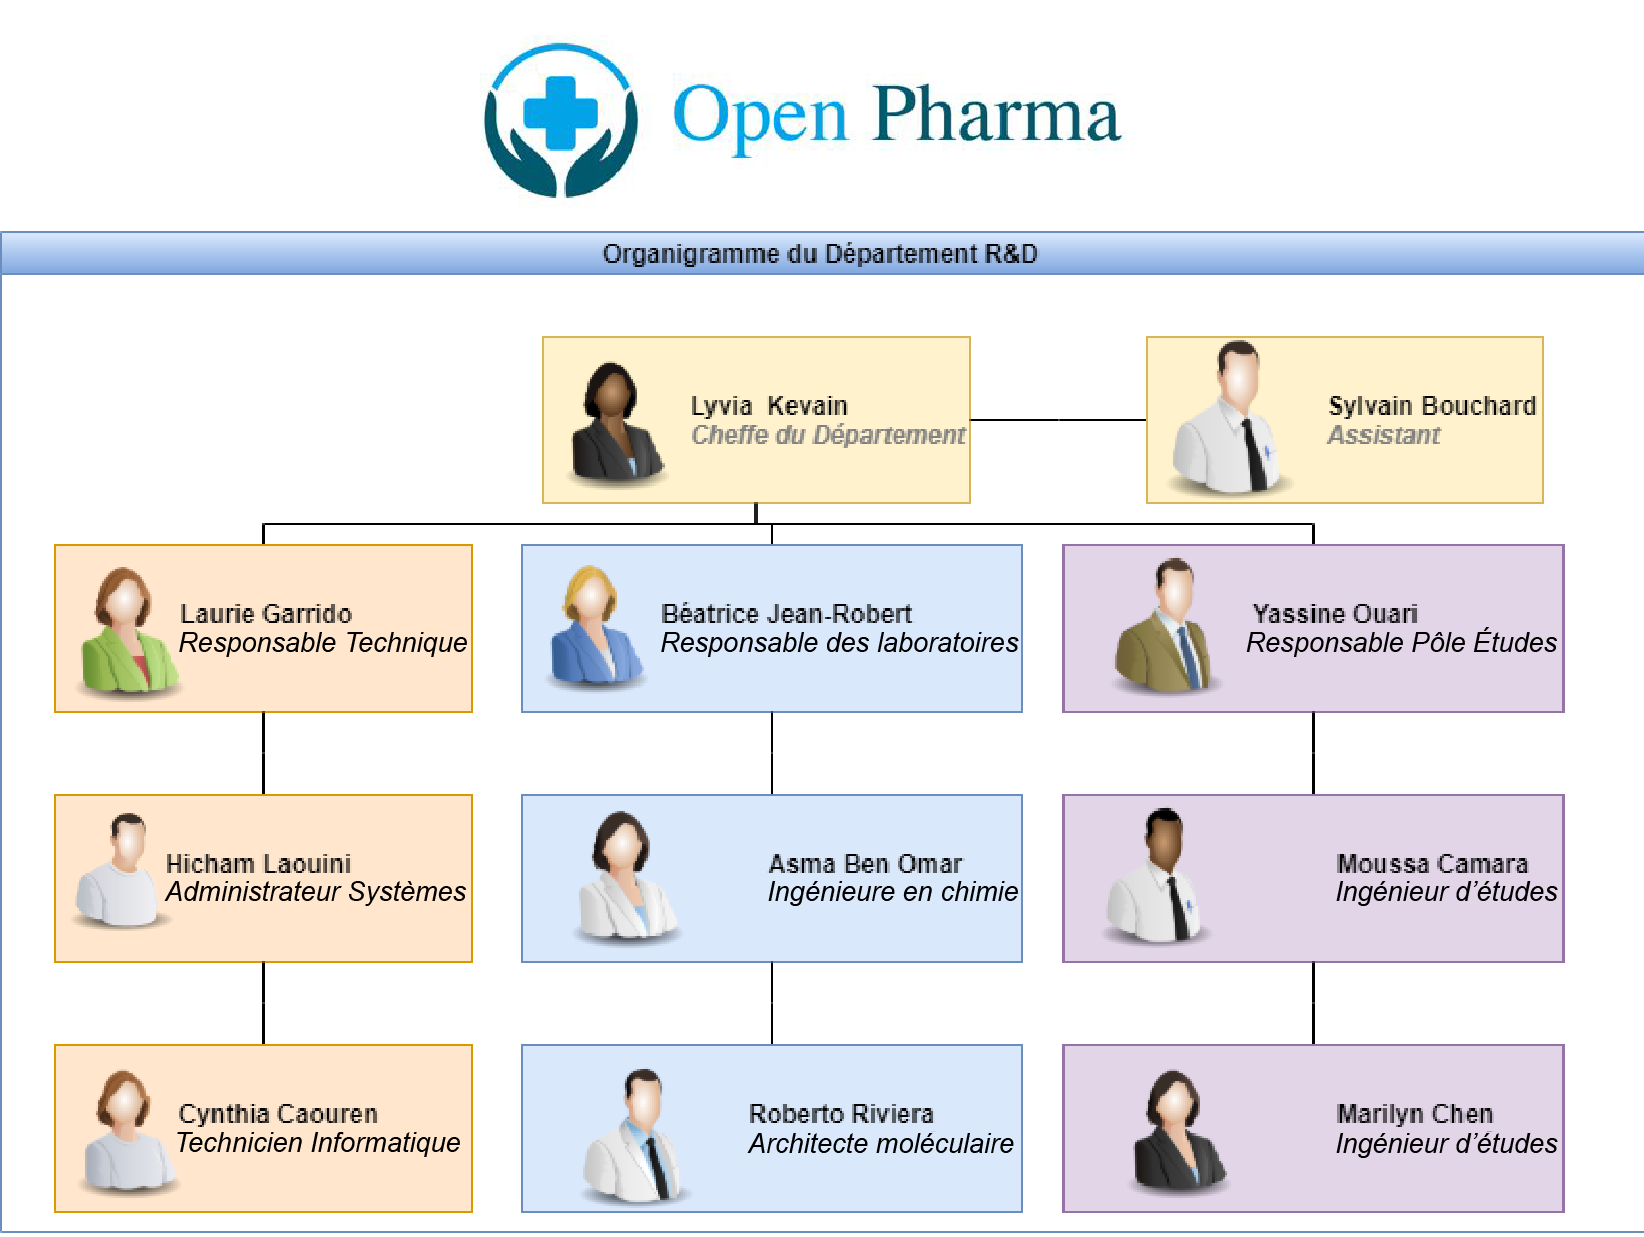 Open Pharma
Organigramme du Département R&D
Lyvia Kevain
Cheffe du Département
Sylvain Bouchard
Assistant
Laurie Garrido
Responsable Technique
Béatrice Jean-Robert
Responsable des laboratoires
Yassine Ouari
Responsable Pôle Études
Hicham Laouini
Administrateur Systèmes
Asma Ben Omar
Ingénieure en chimie
Moussa Camara
Ingénieur d’études
Cynthia Caouren
Technicien Informatique
Roberto Riviera
Architecte moléculaire
Marilyn Chen
Ingénieur d’études